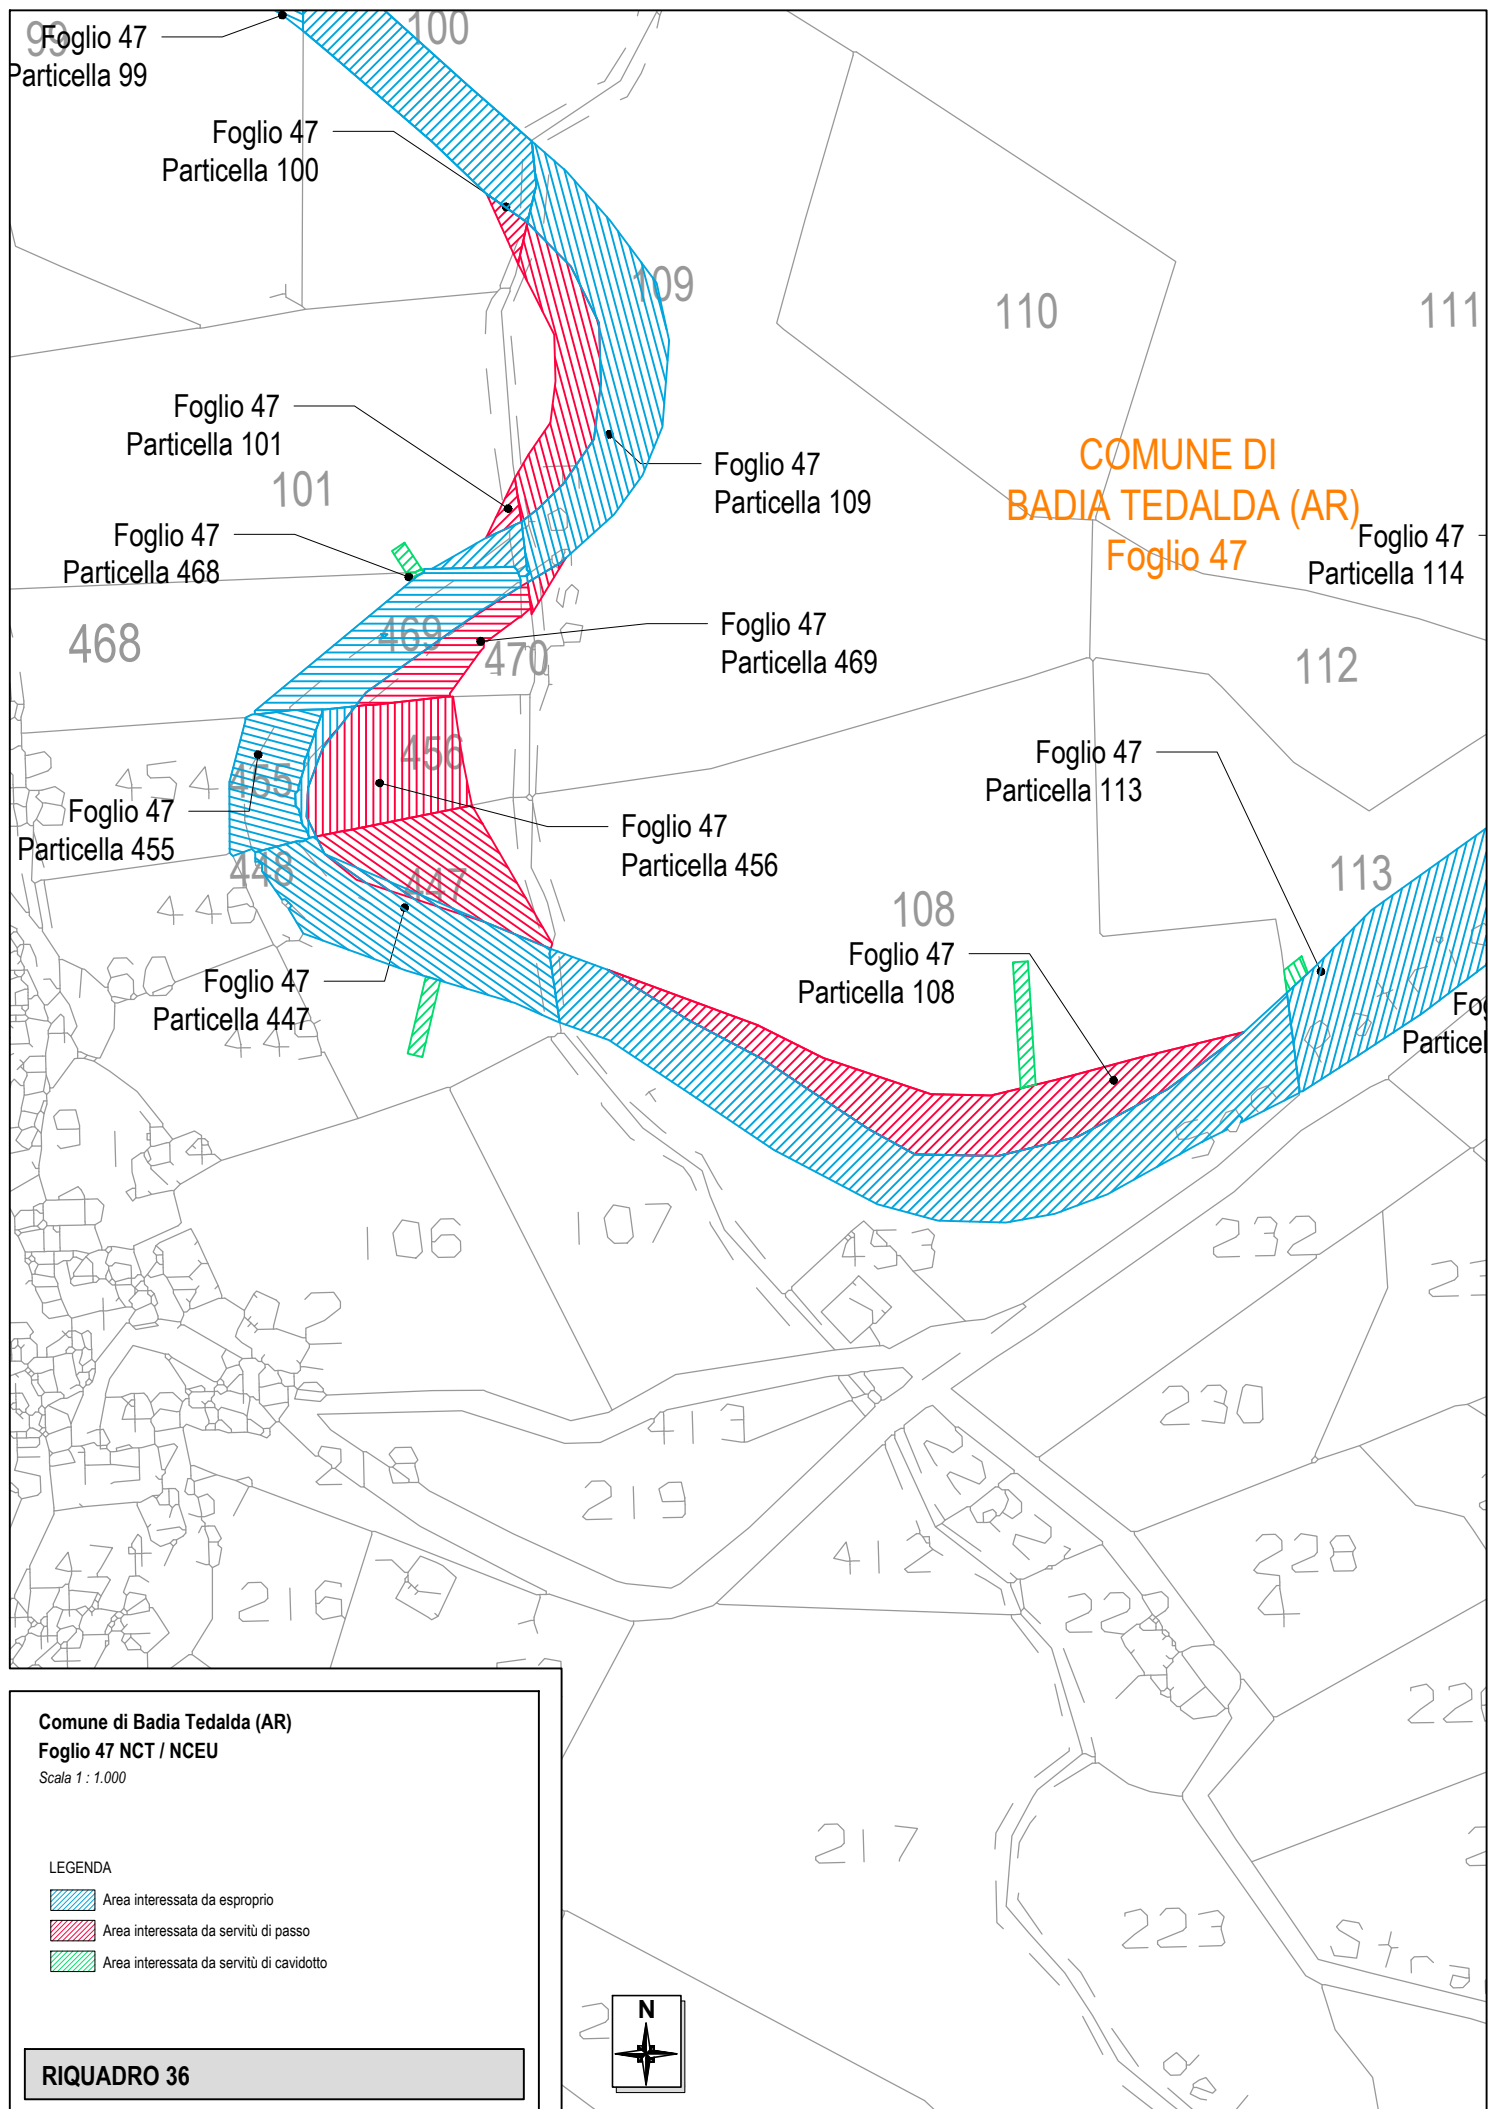 99
Foglio 47
Particella 99
100
Foglio 47
Particella 100
109
110
111
Foglio 47
Particella 101
101
Foglio 47
Particella 109
COMUNE DI
BADIA TEDALDA (AR)
Foglio 47
Foglio 47
Particella 468
Foglio 47
Particella 114
468
469
470
Foglio 47
Particella 469
112
454
455
456
Foglio 47
Particella 455
Foglio 47
Particella 456
Foglio 47
Particella 113
113
448
447
108
Foglio 47
Particella 447
Foglio 47
Particella 108
106
107
453
232
230
413
218
219
412
228
222
216
217
223
Stra
Comune di Badia Tedalda (AR)
Foglio 47 NCT / NCEU
Scala 1 : 1.000
LEGENDA
Area interessata da esproprio
Area interessata da servitù di passo
Area interessata da servitù di cavidotto
N
RIQUADRO 36